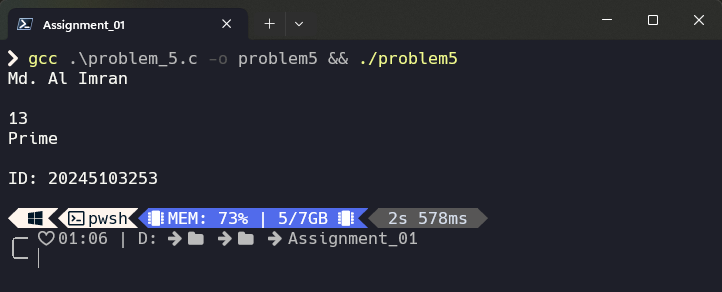 Assignment_01
gcc .\problem_5.c -o problem5 && ./problem5
Md. Al Imran
13
Prime
ID: 20245103253
pwsh MEM: 73% | 5/7GB 2s 578ms
01:06 | D: Assignment_01